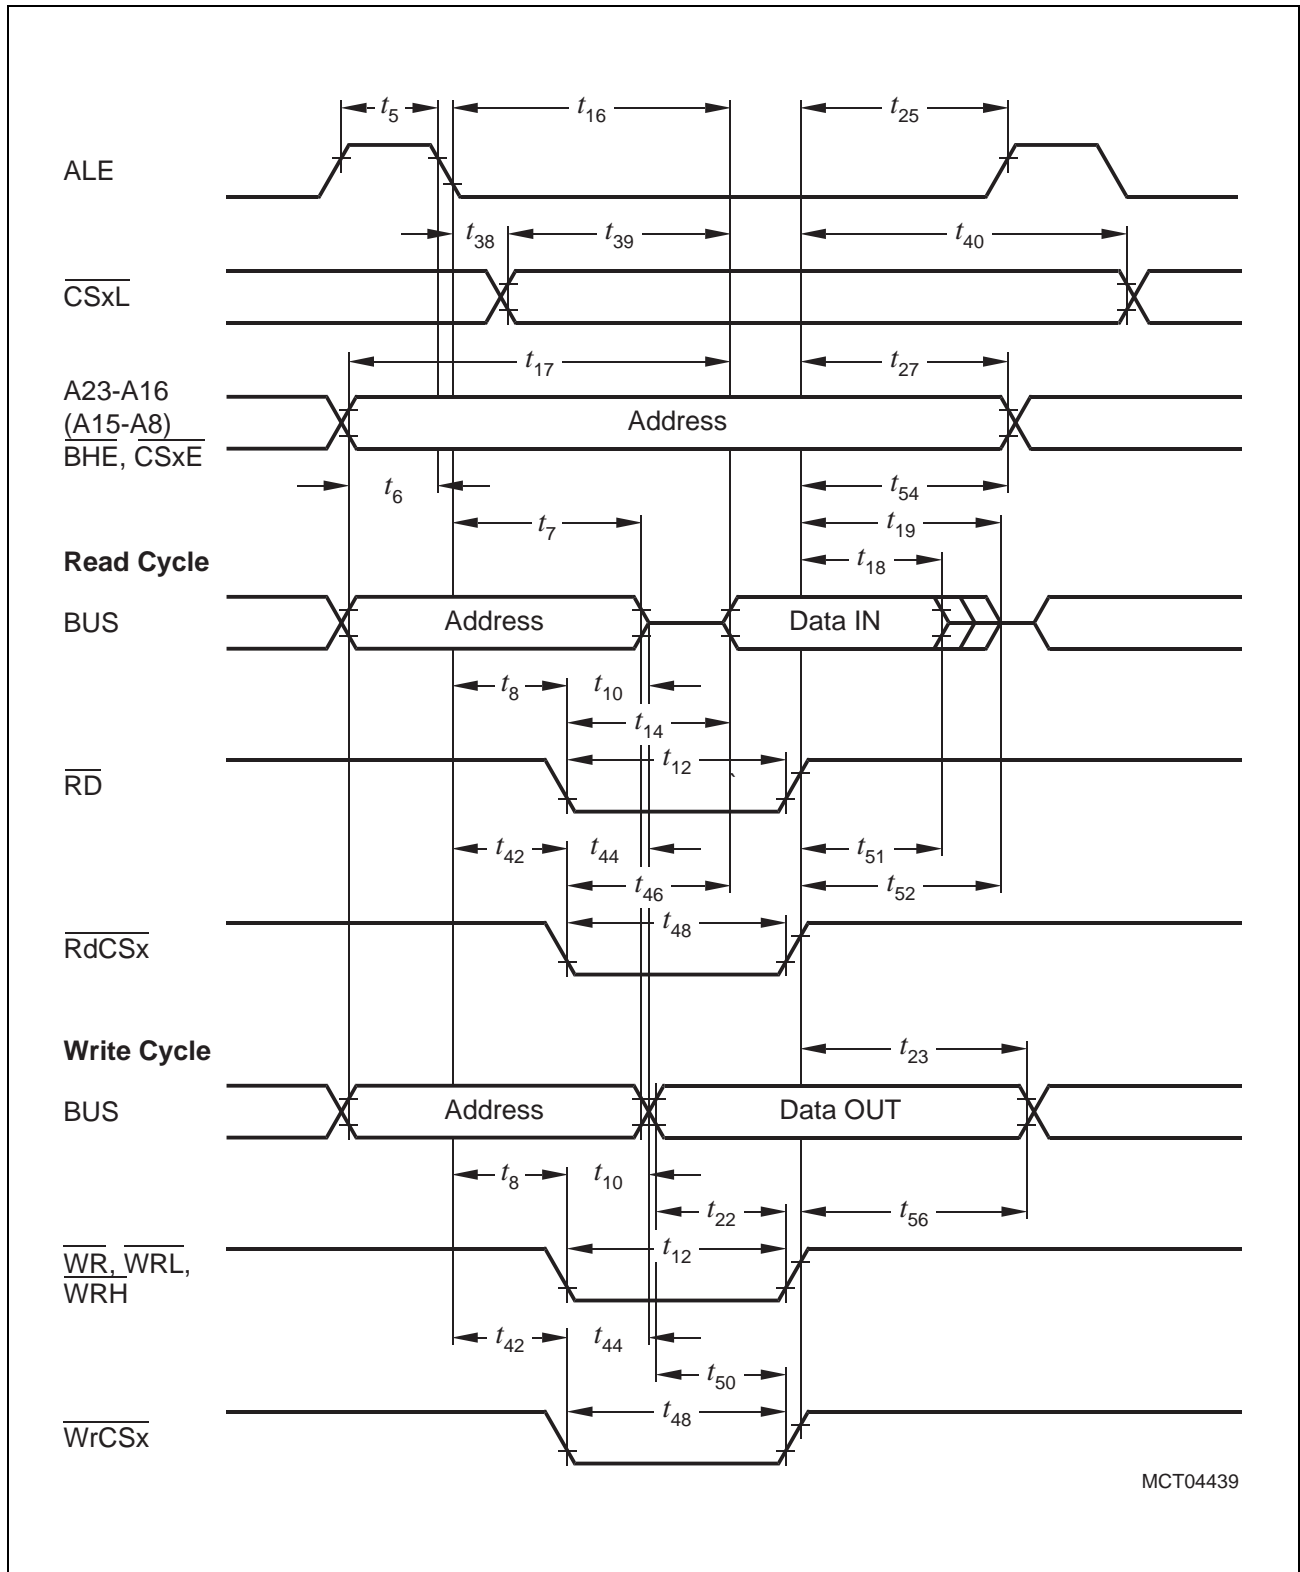 t5 t16 t25
ALE
t38 t39 t40
CSxL
t17 t27
A23-A16
(A15-A8)
BHE, CSxE
Address
t6 t54
t7 t19
Read Cycle
t18
BUS Address Data IN
t8 t10
t14
t12
RD
t42 t44 t51
t46 t52
t48
RdCSx
Write Cycle
t23
BUS Address Data OUT
t8 t10
t22 t56
t12
WR, WRL,
WRH
t42 t44
t50
t48
WrCSx
MCT04439